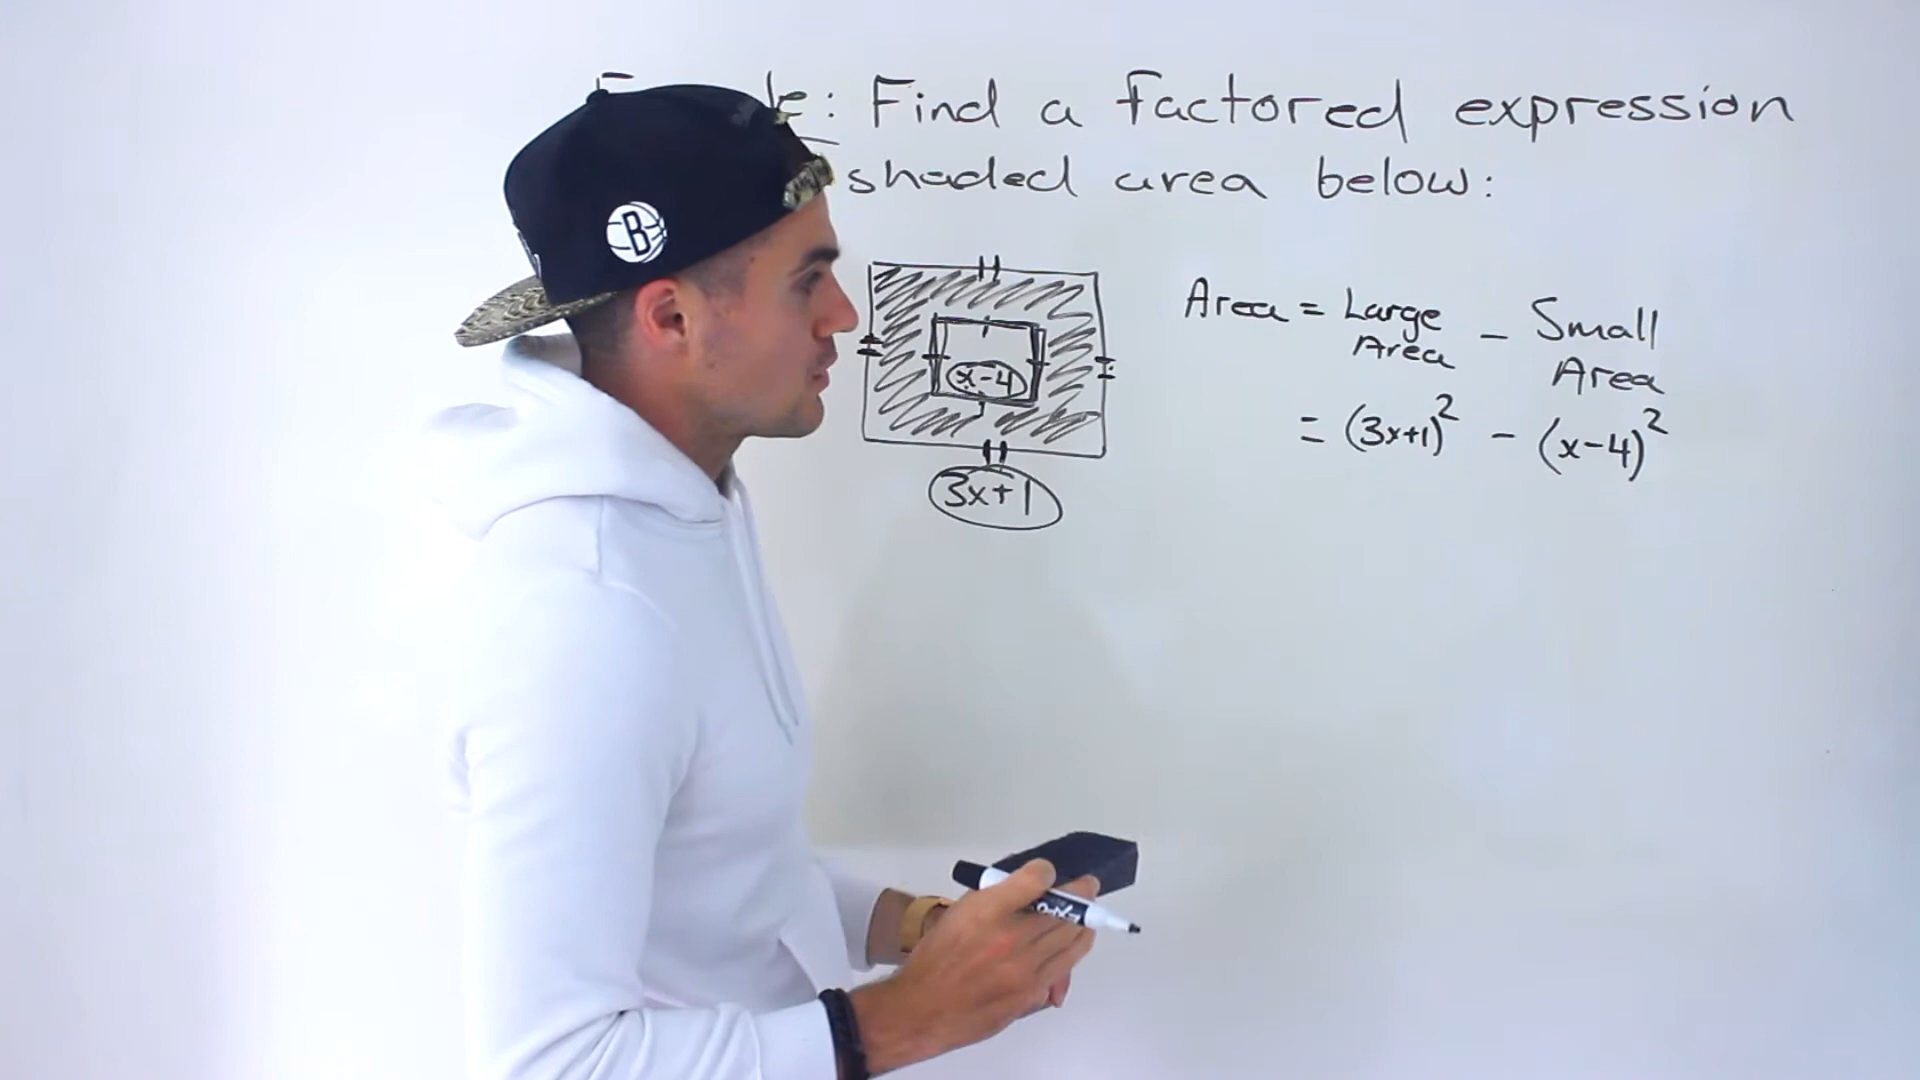 : Find a factored expression
shaded area below:
x-4
3x+1
Area = Large Area - Small Area
= (3x+1)² - (x-4)²
B
EXPO